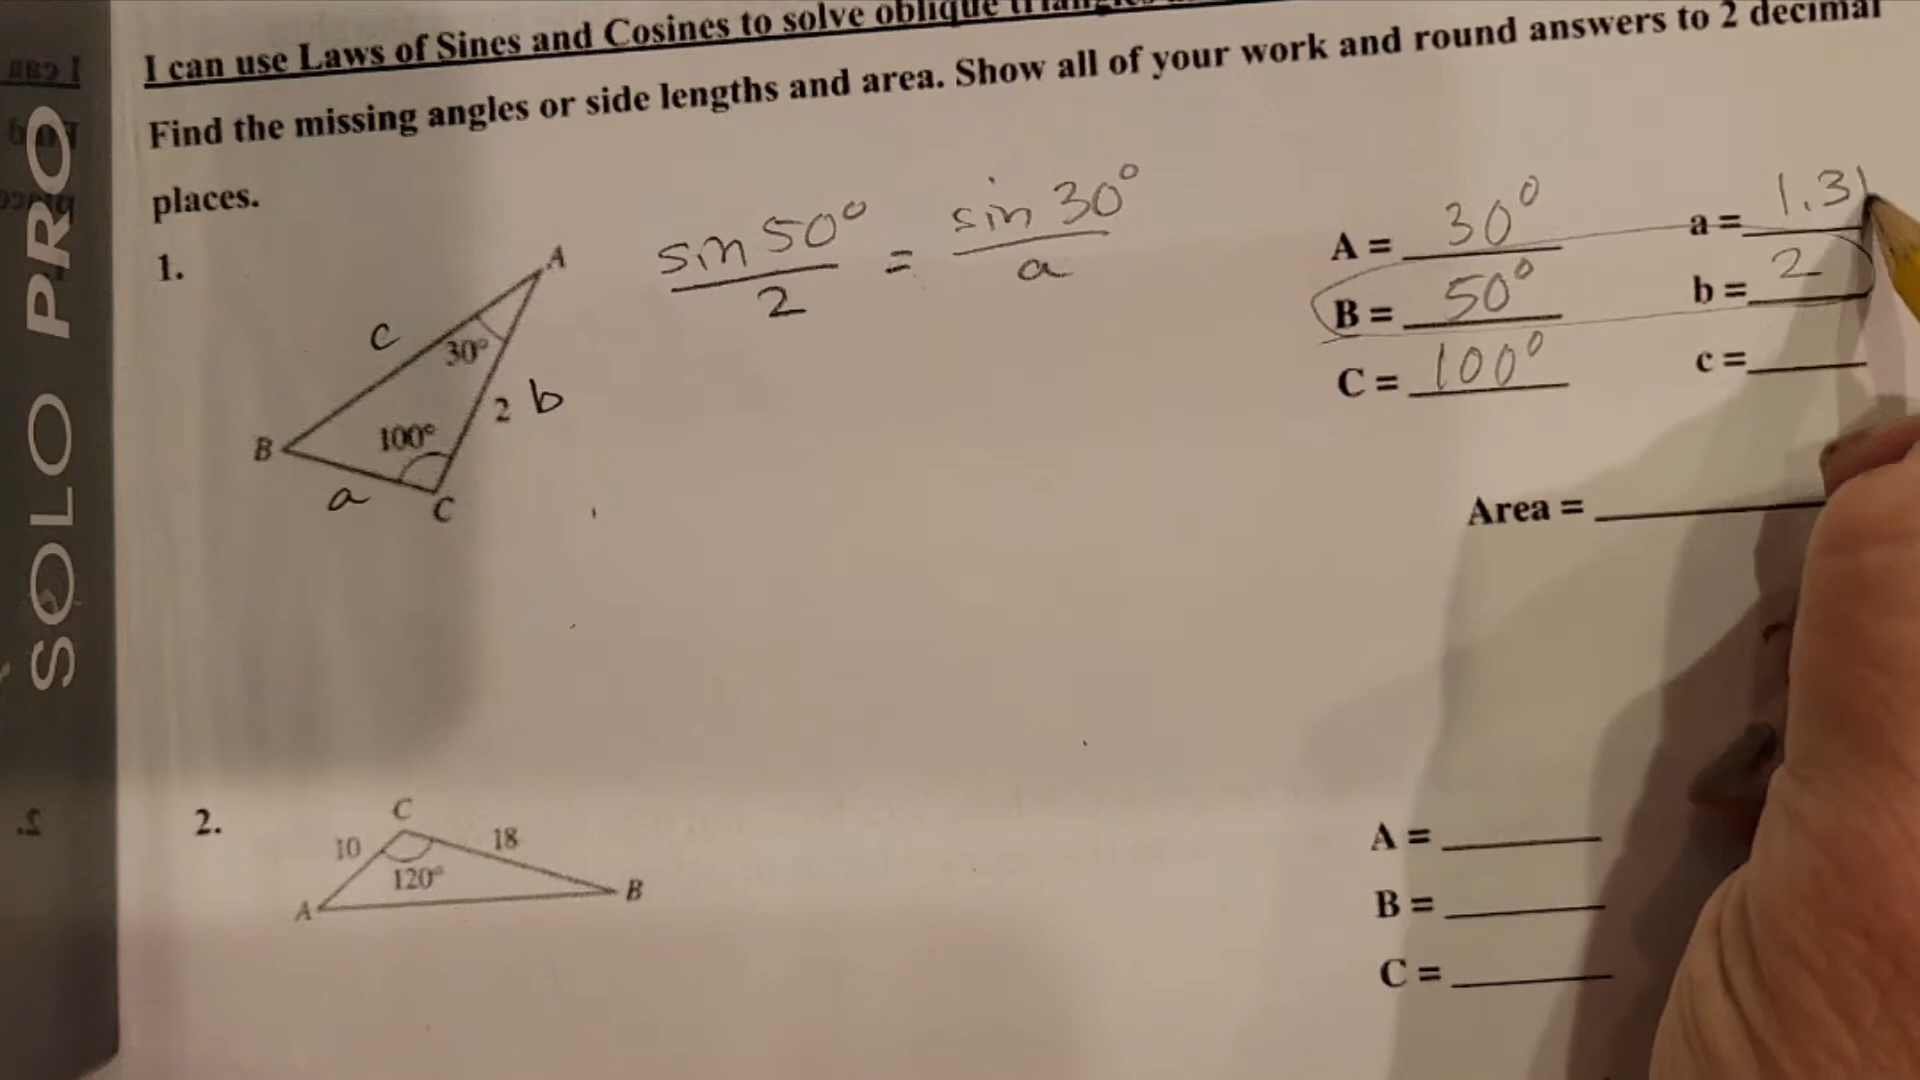 I can use Laws of Sines and Cosines to solve oblique triangles
Find the missing angles or side lengths and area. Show all of your work and round answers to 2 decimal
places.
1.
A
c
30°
2 b
B
100°
a
C
sin 50° / 2 = sin 30° / a
A = 30° a = 1.31
B = 50° b = 2
C = 100° c =
Area =
2.
C
10
18
120°
A
B
A =
B =
C =
SOLO PRO